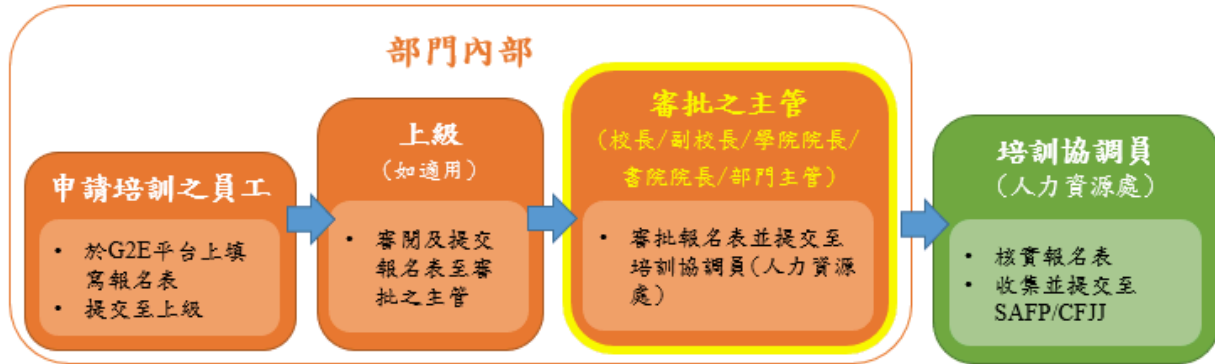 部門內部
申請培訓之員工
• 於G2E平台上填
寫報名表
• 提交至上級
上級
(如適用)
• 審閱及提交
報名表至審
批之主管
審批之主管
(校長/副校長/學院院長/
書院院長/部門主管)
• 審批報名表並提交至
培訓協調員(人力資源
處)
培訓協調員
(人力資源處)
• 核實報名表
• 收集並提交至
SAFP/CFJJ